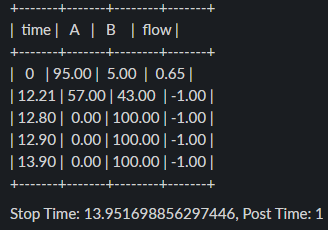 +-------+-------+-------+-------+
| time | A | B | flow |
+-------+-------+-------+-------+
| 0 | 95.00 | 5.00 | 0.65 |
| 12.21 | 57.00 | 43.00 | -1.00 |
| 12.80 | 0.00 | 100.00 | -1.00 |
| 12.90 | 0.00 | 100.00 | -1.00 |
| 13.90 | 0.00 | 100.00 | -1.00 |
+-------+-------+-------+-------+
Stop Time: 13.951698856297446, Post Time: 1